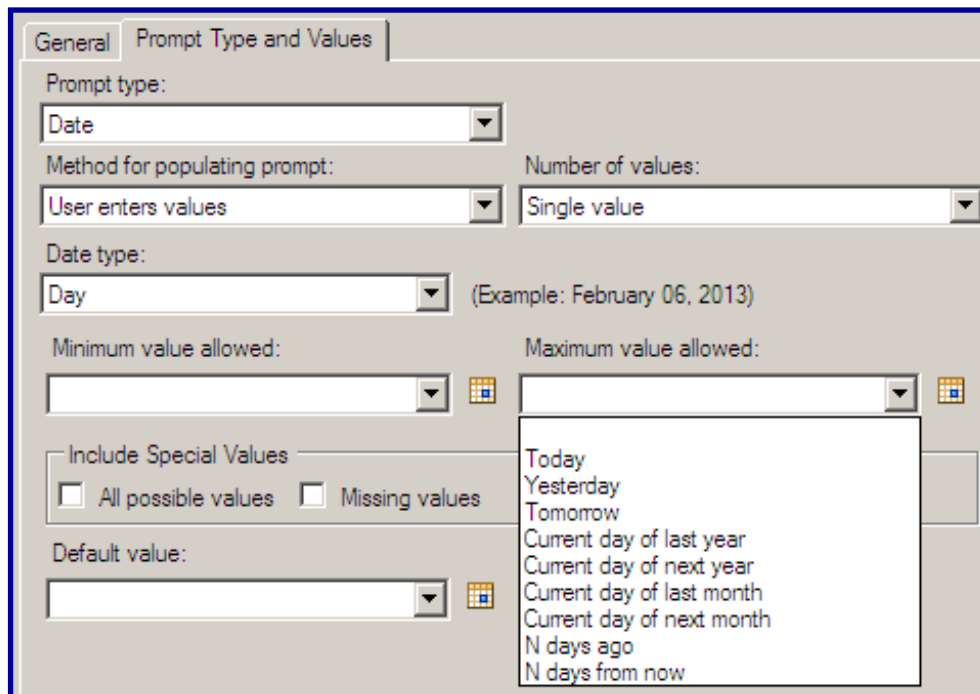 General Prompt Type and Values
Prompt type:
Date
Method for populating prompt: Number of values:
User enters values Single value
Date type:
Day (Example: February 06, 2013)
Minimum value allowed: Maximum value allowed:
Include Special Values
All possible values Missing values
Default value:
Today
Yesterday
Tomorrow
Current day of last year
Current day of next year
Current day of last month
Current day of next month
N days ago
N days from now